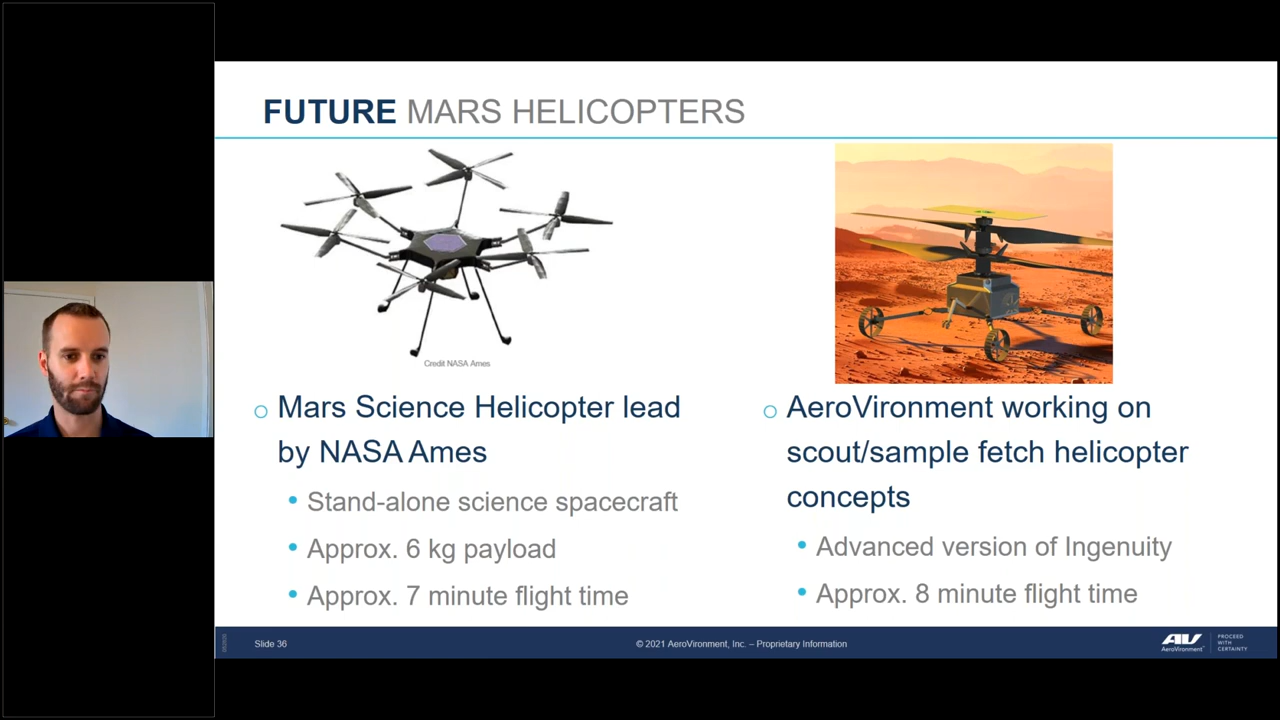 FUTURE MARS HELICOPTERS
Credit NASA Ames
Mars Science Helicopter lead
by NASA Ames
Stand-alone science spacecraft
Approx. 6 kg payload
Approx. 7 minute flight time
AeroVironment working on
scout/sample fetch helicopter
concepts
Advanced version of Ingenuity
Approx. 8 minute flight time
Slide 36
© 2021 AeroVironment, Inc. – Proprietary Information
AV
AeroVironment
PROCEED
WITH
CERTAINTY